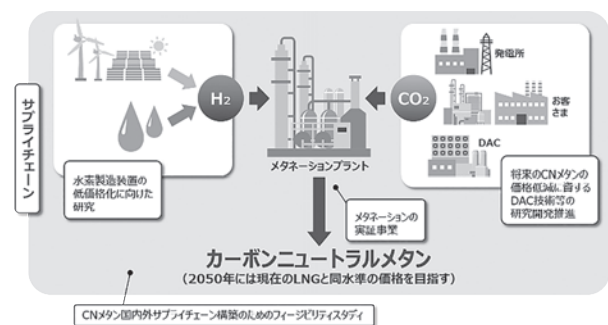 サプライチェーン
H2
水素製造装置の
低価格化に向けた
研究
メタネーションプラント
CO2
発電所
お客
さま
DAC
将来のCNメタンの
価格低減に資する
DAC技術等の
研究開発推進
メタネーションの
実証事業
カーボンニュートラルメタン
(2050年には現在のLNGと同水準の価格を目指す)
CNメタン国内外サプライチェーン構築のためのフィージビリティスタディ